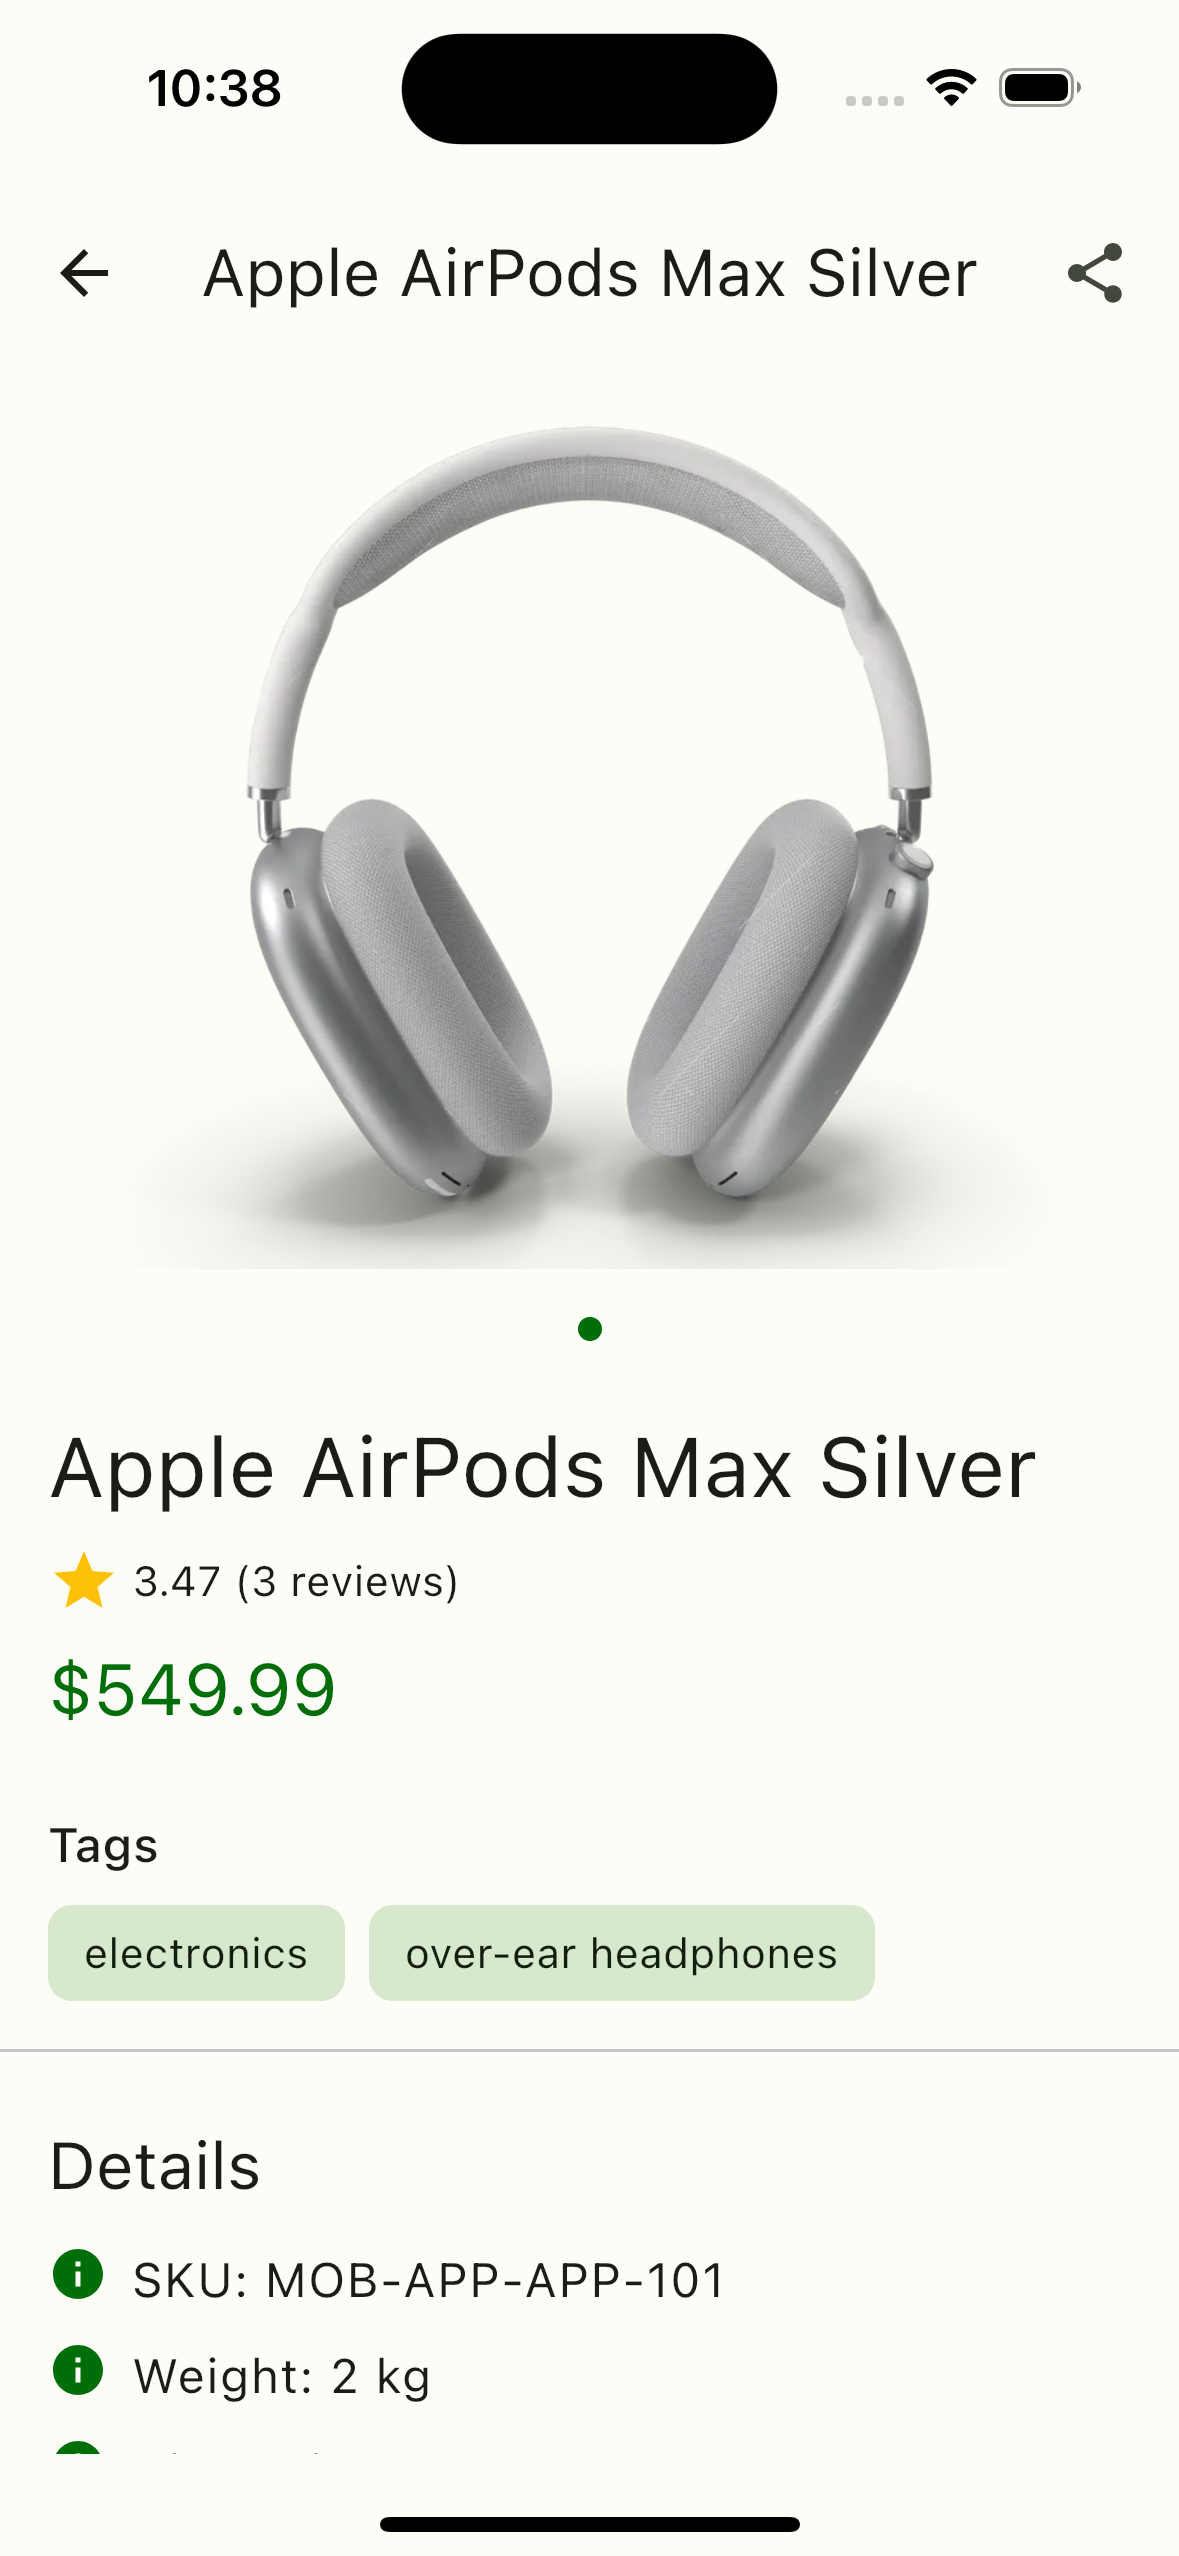 10:38
Apple AirPods Max Silver
Apple AirPods Max Silver
3.47 (3 reviews)
$549.99
Tags
electronics
over-ear headphones
Details
SKU: MOB-APP-APP-101
Weight: 2 kg